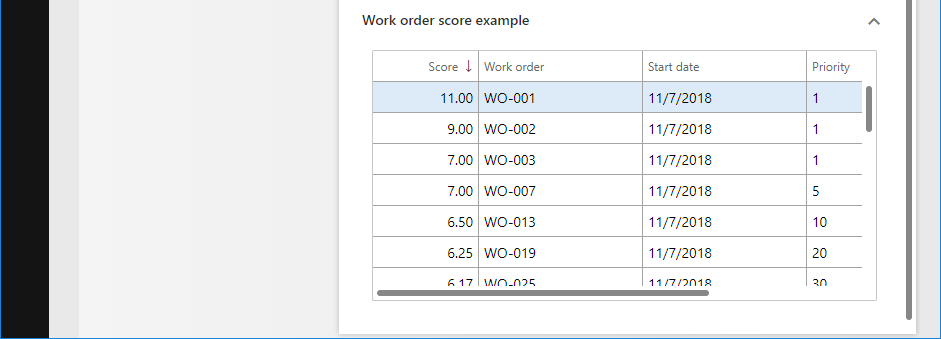 Work order score example
Score ↓ Work order Start date Priority
11.00 WO-001 11/7/2018 1
9.00 WO-002 11/7/2018 1
7.00 WO-003 11/7/2018 1
7.00 WO-007 11/7/2018 5
6.50 WO-013 11/7/2018 10
6.25 WO-019 11/7/2018 20
6.17 WO-025 11/7/2018 30